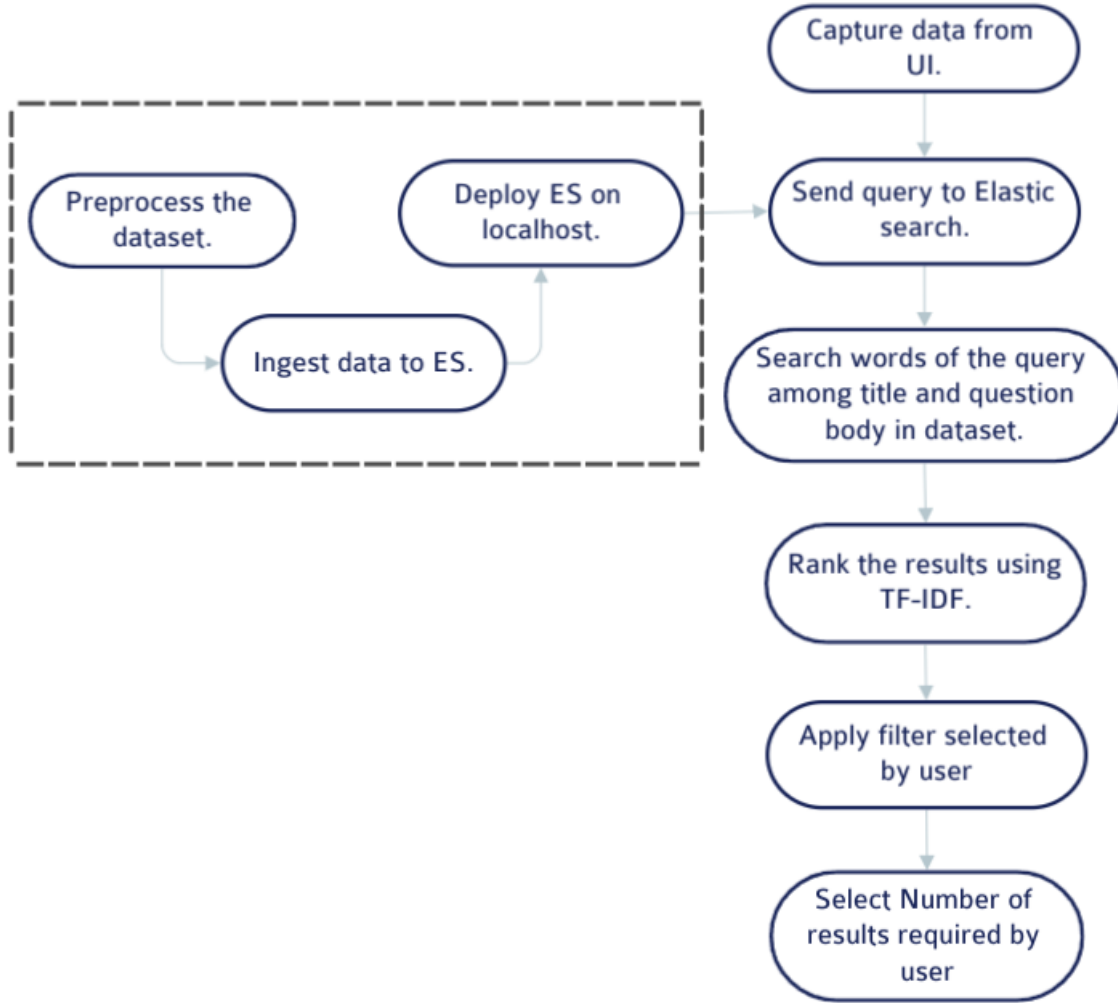 Capture data from
UI.
Preprocess the
dataset.
Deploy ES on
localhost.
Send query to Elastic
search.
Ingest data to ES.
Search words of the query
among title and question
body in dataset.
Rank the results using
TF-IDF.
Apply filter selected
by user
Select Number of
results required by
user